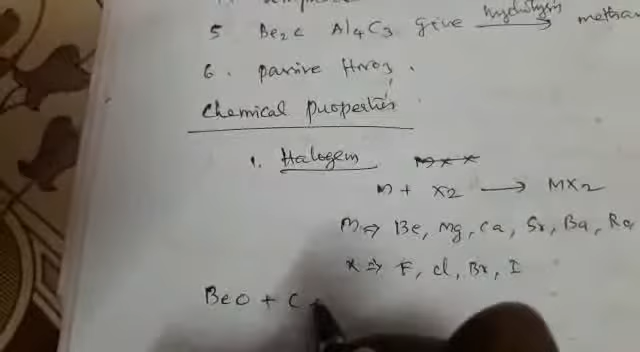 5 Be2C Al4C3 give hydrolysis → methan
6. passive HNO3.
Chemical properties
1. Halogen
M + X2 → MX2
M ⇒ Be, Mg, Ca, Sr, Ba, Ra
X ⇒ F, Cl, Br, I
BeO + C +